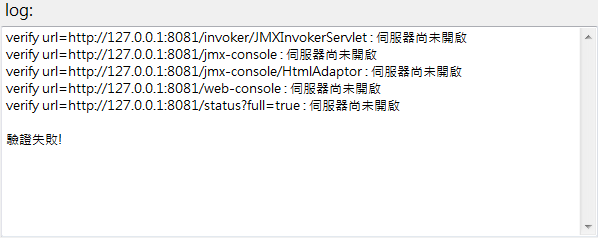 log:
verify url=http://127.0.0.1:8081/invoker/JMXInvokerServlet : 伺服器尚未開啟
verify url=http://127.0.0.1:8081/jmx-console : 伺服器尚未開啟
verify url=http://127.0.0.1:8081/jmx-console/HtmlAdaptor : 伺服器尚未開啟
verify url=http://127.0.0.1:8081/web-console : 伺服器尚未開啟
verify url=http://127.0.0.1:8081/status?full=true : 伺服器尚未開啟
驗證失敗!